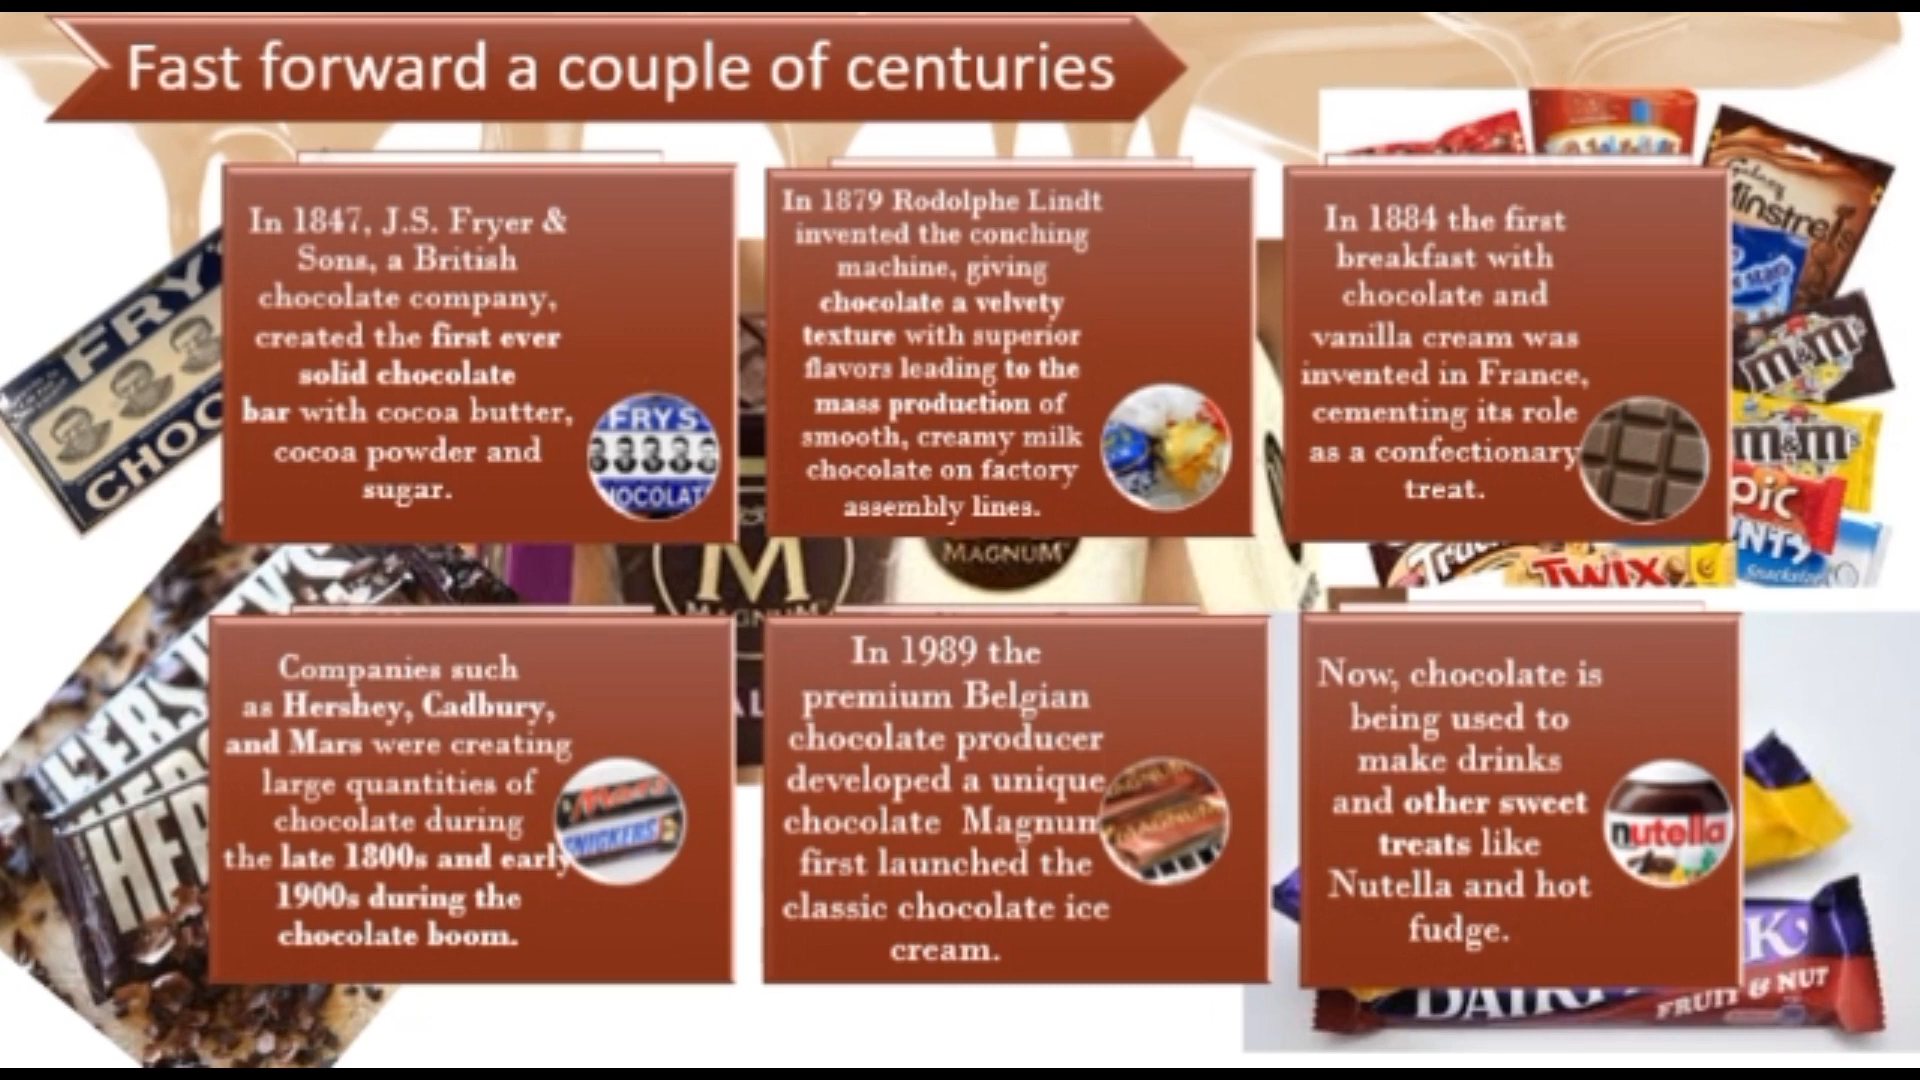 Fast forward a couple of centuries
In 1847, J.S. Fryer &
Sons, a British
chocolate company,
created the first ever
solid chocolate
bar with cocoa butter,
cocoa powder and
sugar.
FRY'S
CHOC
FRYS
OCOLAT
In 1879 Rodolphe Lindt
invented the conching
machine, giving
chocolate a velvety
texture with superior
flavors leading to the
mass production of
smooth, creamy milk
chocolate on factory
assembly lines.
In 1884 the first
breakfast with
chocolate and
vanilla cream was
invented in France,
cementing its role
as a confectionary
treat.
Galaxy
Minstrels
m&m's
m&m's
TWIX
M
MAGNUM
MAGNUM
Companies such
as Hershey, Cadbury,
and Mars were creating
large quantities of
chocolate during
the late 1800s and early
1900s during the
chocolate boom.
Mars
SNICKERS
In 1989 the
premium Belgian
chocolate producer
developed a unique
chocolate Magnum
first launched the
classic chocolate ice
cream.
MAGNUM
Now, chocolate is
being used to
make drinks
and other sweet
treats like
Nutella and hot
fudge.
nutella
FRUIT & NUT